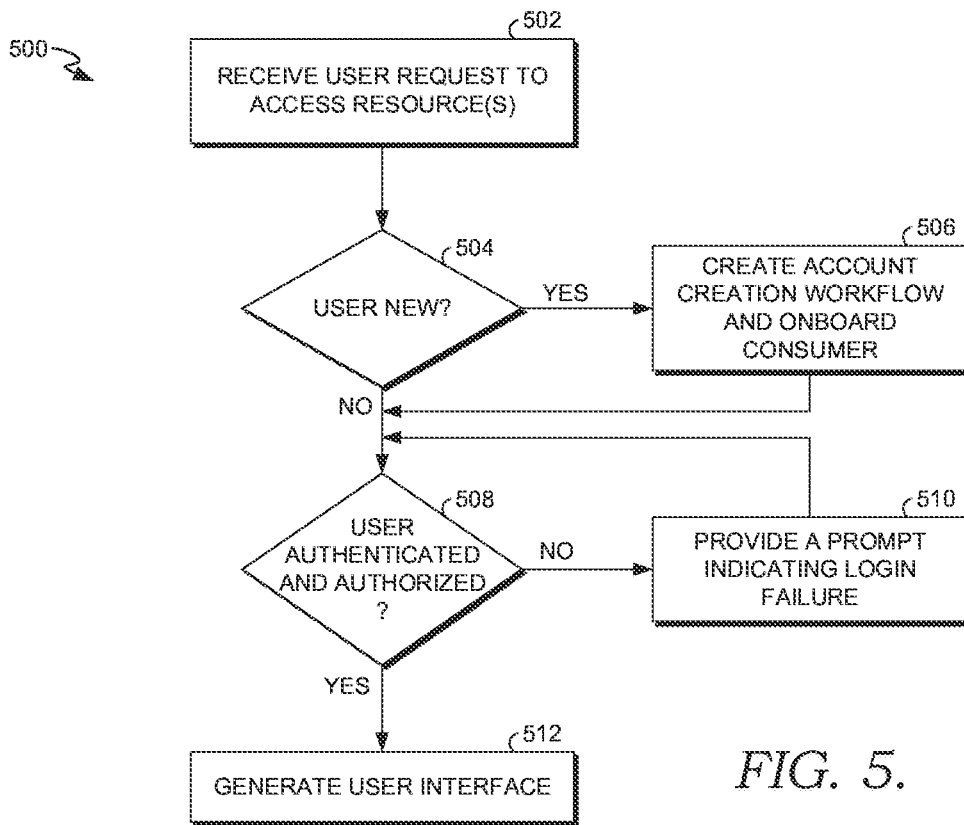 502
500
RECEIVE USER REQUEST TO
ACCESS RESOURCE(S)
504
USER NEW?
YES
506
CREATE ACCOUNT
CREATION WORKFLOW
AND ONBOARD
CONSUMER
NO
508
USER
AUTHENTICATED
AND AUTHORIZED
?
NO
510
PROVIDE A PROMPT
INDICATING LOGIN
FAILURE
YES
512
GENERATE USER INTERFACE
FIG. 5.